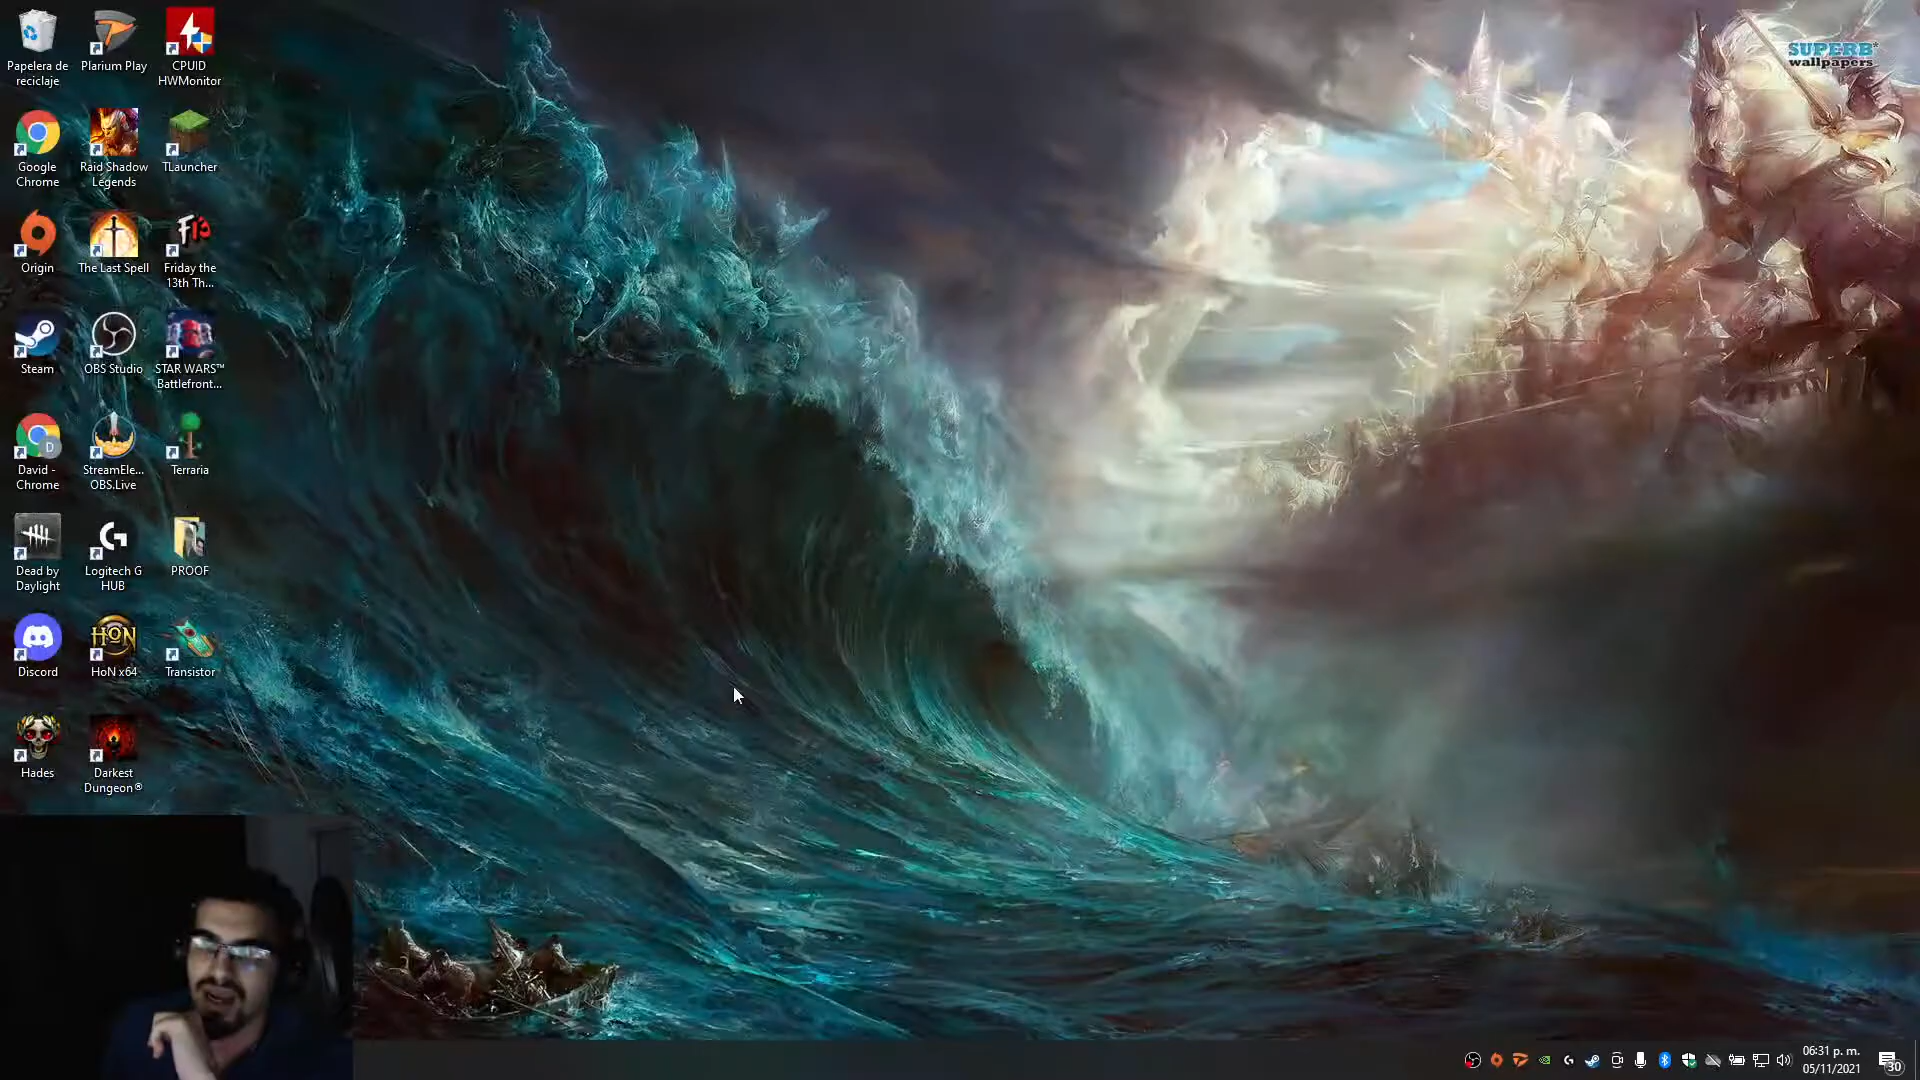 Papelera de
reciclaje
Plarium Play
CPUID
HWMonitor
Google
Chrome
Raid Shadow
Legends
TLauncher
Origin
The Last Spell
F13
Friday the
13th Th...
Steam
OBS Studio
STAR WARS™
Battlefront...
D
David -
Chrome
StreamEle...
OBS.Live
Terraria
Dead by
Daylight
Logitech G
HUB
PROOF
Discord
HON
HoN x64
Transistor
Hades
Darkest
Dungeon®
SUPERB
wallpapers
06:31 p. m.
05/11/2021
30